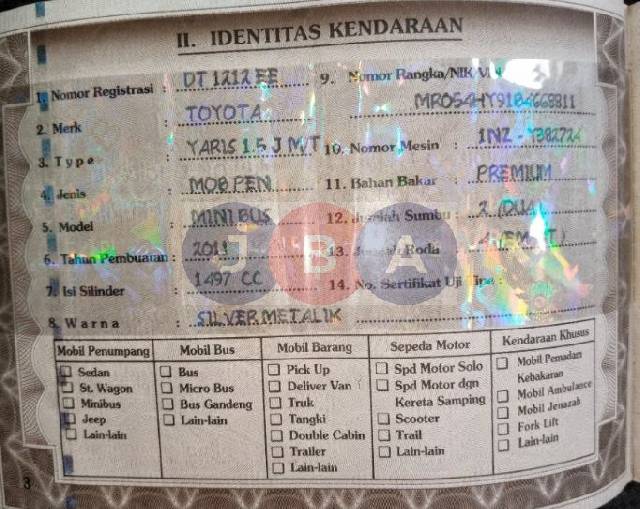 II. IDENTITAS KENDARAAN
1. Nomor Registrasi : DT 1212 EE
2. Merk : TOYOTA
3. Type : YARIS 1.5 J M/T
4. Jenis : MOB.PEN
5. Model : MINIBUS
6. Tahun Pembuatan : 2011
7. Isi Silinder : 1497 CC
8. Warna : SILVER METALIK
9. Nomor Rangka/NIK/VIN
10. Nomor Mesin : 1NZ -
11. Bahan Bakar : PREMIUM
12. Jumlah Sumbu : 2 (DUA)
13. Jumlah Roda : 4 (EMPAT)
14. No. Sertifikat Uji Tipe :
JBA
Mobil Penumpang
Sedan
St. Wagon
Minibus
Jeep
Lain-lain
Mobil Bus
Bus
Micro Bus
Bus Gandeng
Lain-lain
Mobil Barang
Pick Up
Deliver Van
Truk
Tangki
Double Cabin
Trailer
Lain-lain
Sepeda Motor
Spd Motor Solo
Spd Motor dgn
Kereta Samping
Scooter
Trail
Lain-lain
Kendaraan Khusus
Mobil Pemadan
Kebakaran
Mobil Ambulance
Mobil Jenazah
Fork Lift
Lain-lain
3